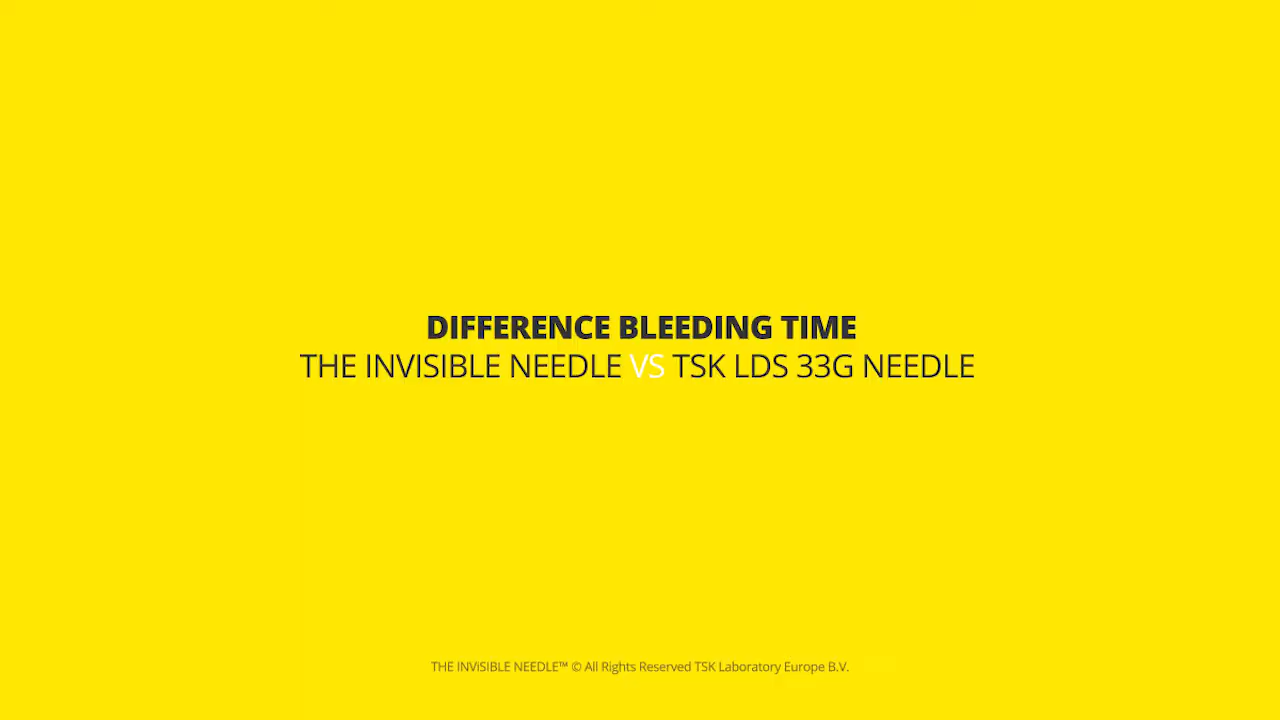 DIFFERENCE BLEEDING TIME
THE INVISIBLE NEEDLE VS TSK LDS 33G NEEDLE
THE INVISIBLE NEEDLE™ © All Rights Reserved TSK Laboratory Europe B.V.